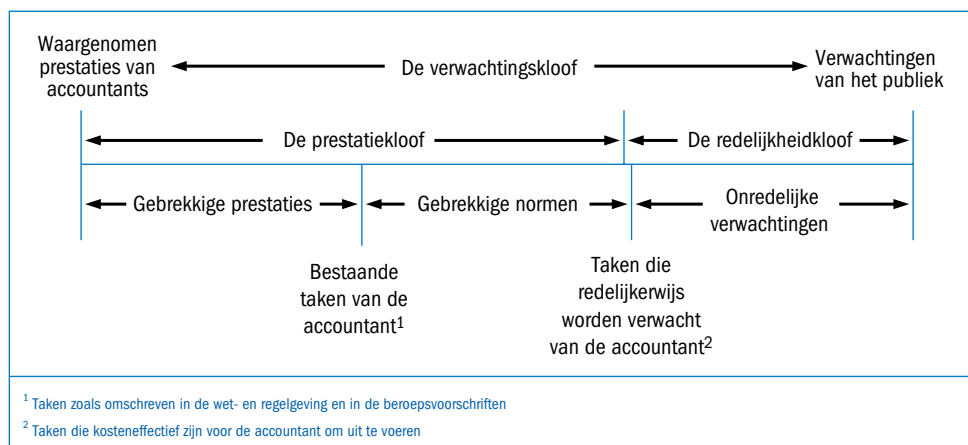 Waargenomen
prestaties van
accountants
De verwachtingskloof
Verwachtingen
van het publiek
De prestatiekloof
De redelijkheidkloof
Gebrekkige prestaties
Gebrekkige normen
Onredelijke
verwachtingen
Bestaande
taken van de
accountant¹
Taken die
redelijkerwijs
worden verwacht
van de accountant²
¹ Taken zoals omschreven in de wet- en regelgeving en in de beroepsvoorschriften
² Taken die kosteneffectief zijn voor de accountant om uit te voeren